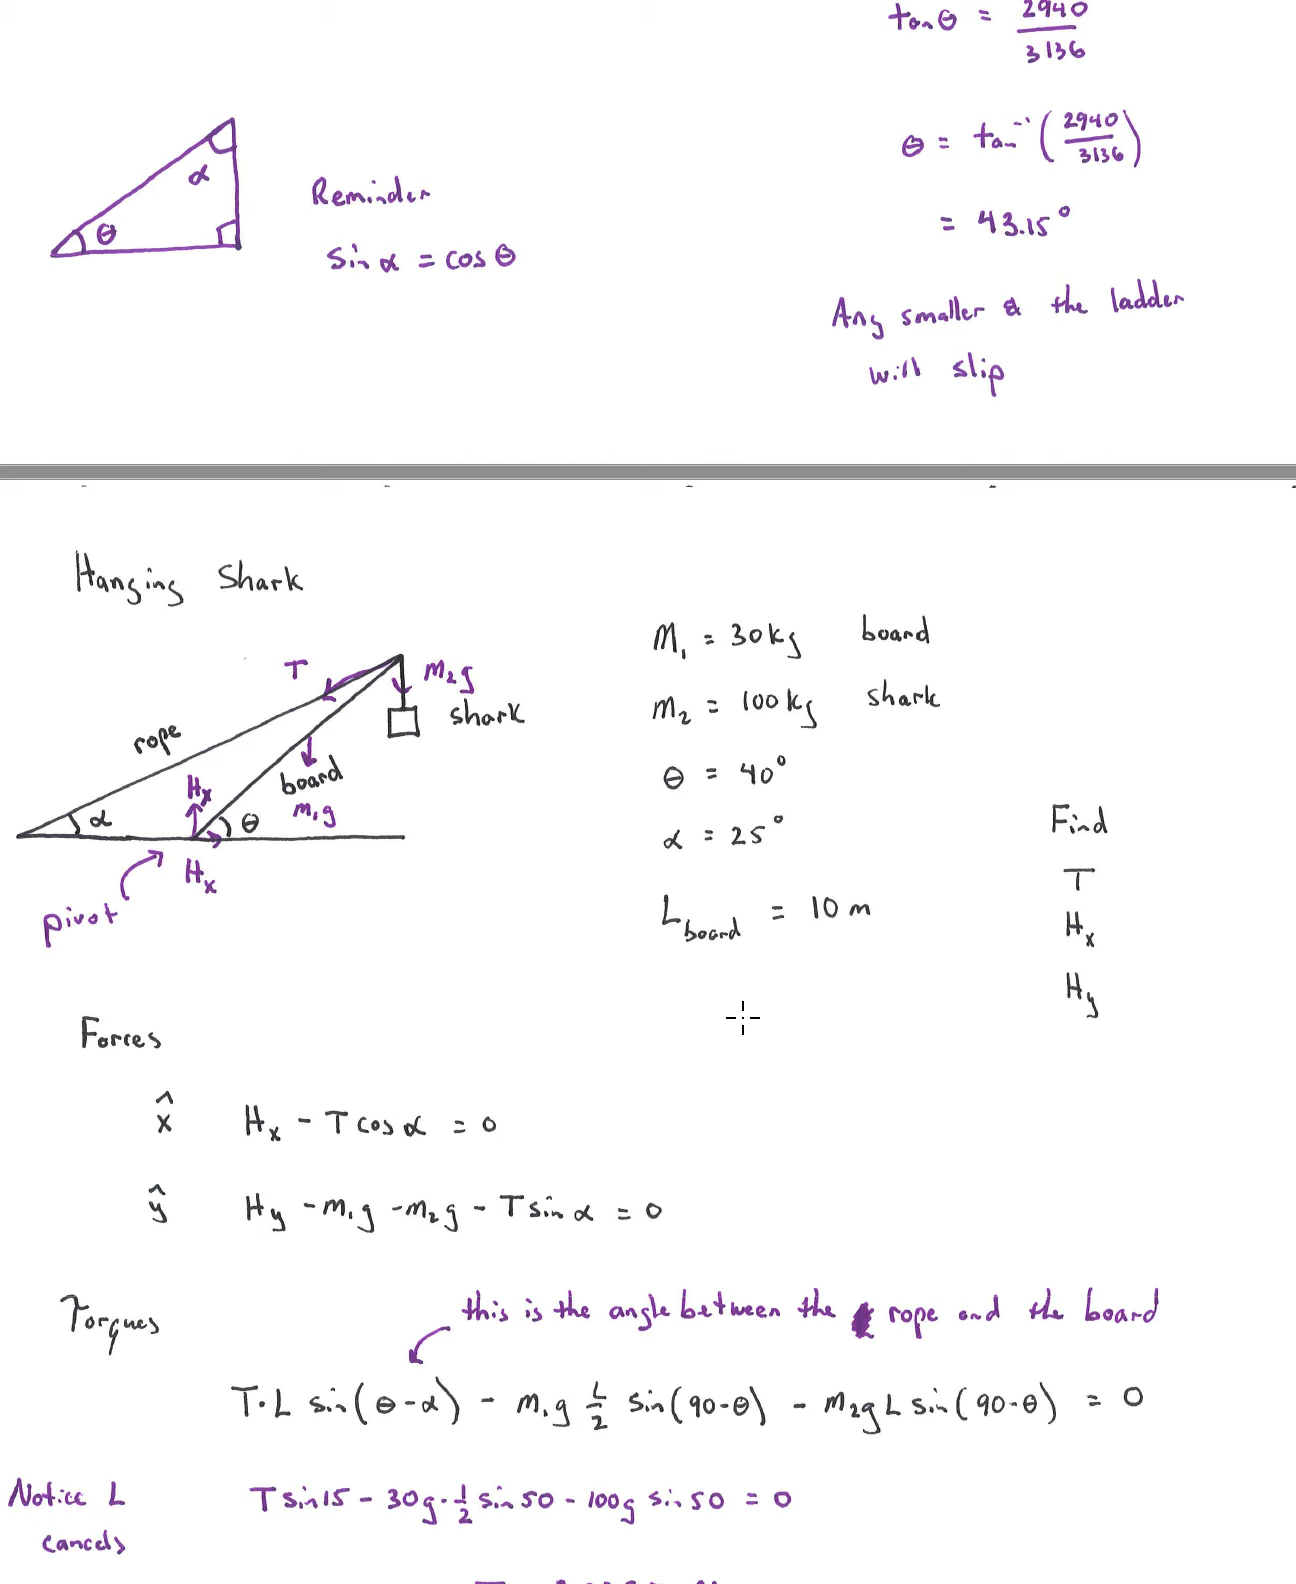 tanθ = 2940/3136
θ = tan⁻¹(2940/3136)
= 43.15°
Any smaller & the ladder
will slip
α
θ
Reminder
sin α = cos θ
Hanging Shark
T
m₂g
shark
rope
board
m₁g
Hx
α
θ
Hx
pivot
M₁ = 30kg board
m₂ = 100kg shark
θ = 40°
α = 25°
L board = 10 m
Find
T
Hx
Hy
Forces
x̂ Hx - T cos α = 0
ŷ Hy - m₁g - m₂g - T sin α = 0
Torques
this is the angle between the rope and the board
T·L sin(θ-α) - m₁g L/2 sin(90-θ) - m₂g L sin(90-θ) = 0
Notice L
cancels
T sin 15 - 30g·1/2 sin 50 - 100g sin 50 = 0